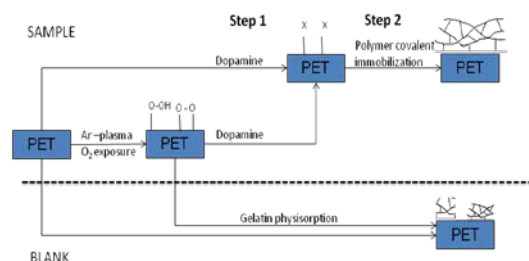 SAMPLE
Step 1
Step 2
X X
Dopamine
PET
Polymer covalent
immobilization
PET
O-OH O-O
PET
Ar-plasma
O₂ exposure
PET
Dopamine
Gelatin physisorption
PET
BLANK